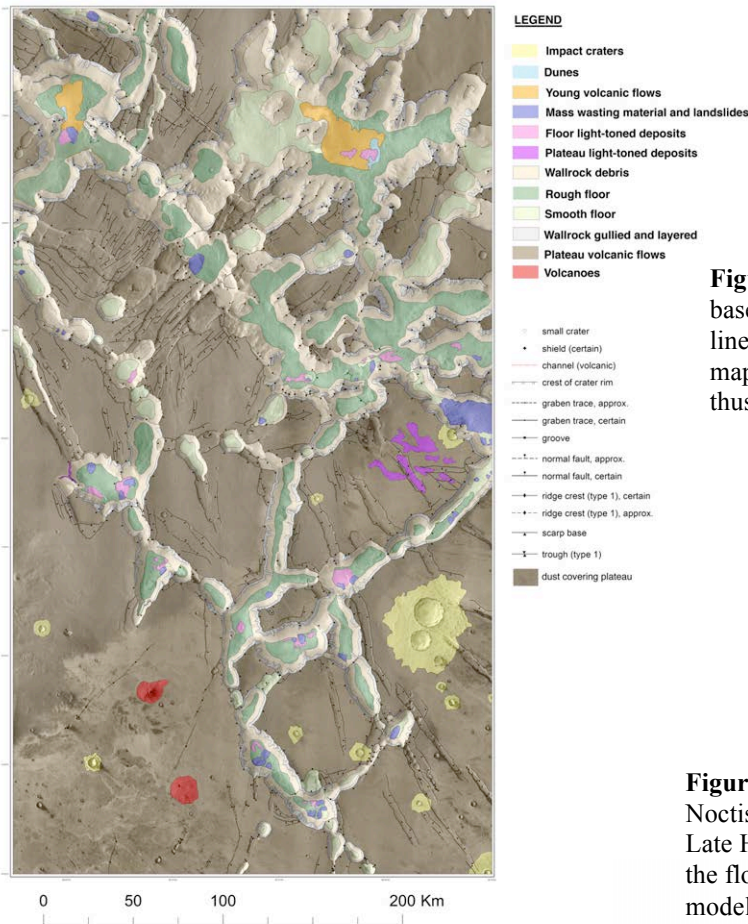 LEGEND
Impact craters
Dunes
Young volcanic flows
Mass wasting material and landslides
Floor light-toned deposits
Plateau light-toned deposits
Wallrock debris
Rough floor
Smooth floor
Wallrock gullied and layered
Plateau volcanic flows
Volcanoes
small crater
shield (certain)
channel (volcanic)
crest of crater rim
graben trace, approx.
graben trace, certain
groove
normal fault, approx.
normal fault, certain
ridge crest (type 1), certain
ridge crest (type 1), approx.
scarp base
trough (type 1)
dust covering plateau
Fig
base
line
map
thus
Figur
Noctis
Late H
the flo
model
0 50 100 200 Km